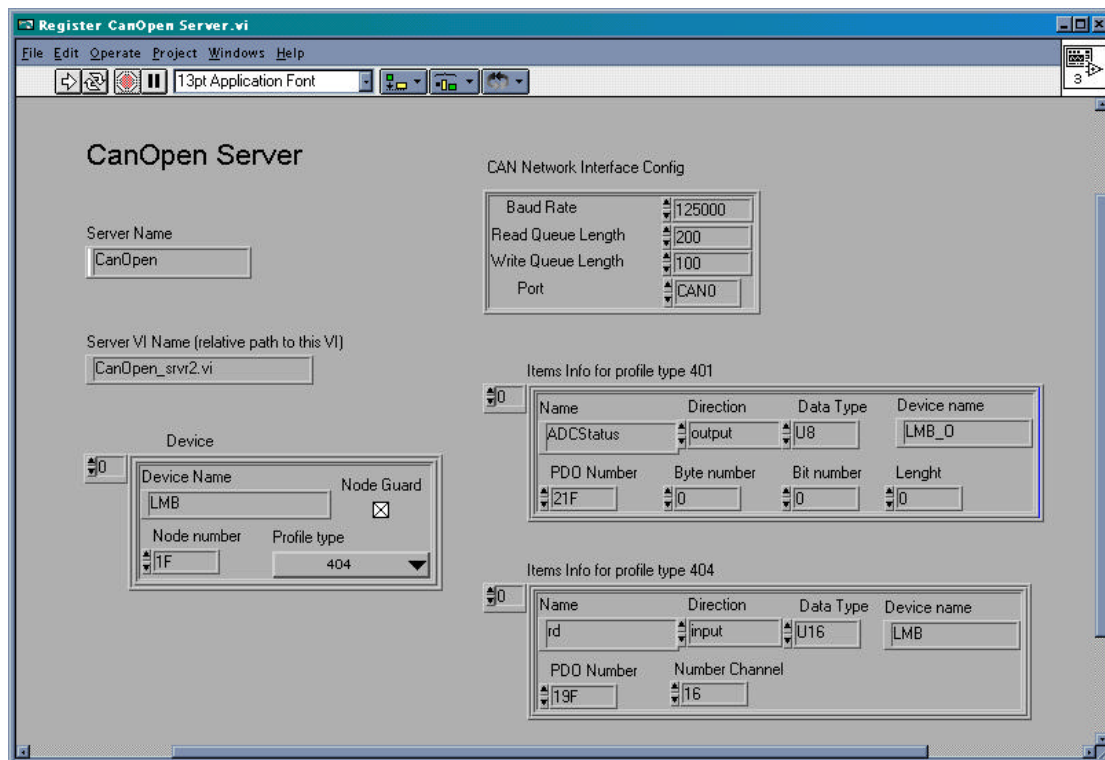 Register CanOpen Server.vi
File Edit Operate Project Windows Help
13pt Application Font
3
CanOpen Server
CAN Network Interface Config
Baud Rate 125000
Read Queue Length 200
Write Queue Length 100
Port CAN0
Server Name
CanOpen
Server VI Name (relative path to this VI)
CanOpen_srvr2.vi
Device
0
Device Name
LMB
Node Guard
Node number Profile type
1F 404
Items Info for profile type 401
0
Name Direction Data Type Device name
ADCStatus output U8 LMB_O
PDO Number Byte number Bit number Lenght
21F 0 0 0
Items Info for profile type 404
0
Name Direction Data Type Device name
rd input U16 LMB
PDO Number Number Channel
19F 16